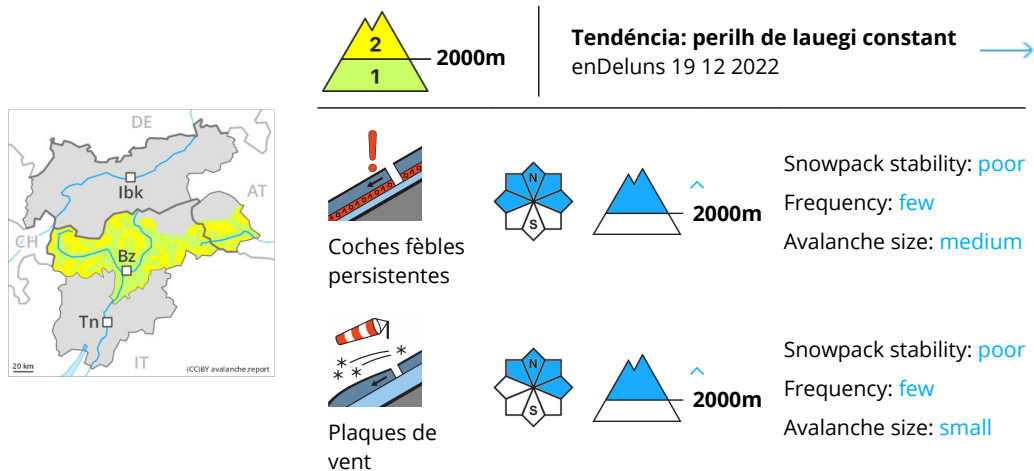 2
1
2000m
Tendéncia: perilh de lauegi constant
enDeluns 19 12 2022
DE
Ibk
AT
CH
Bz
Tn
IT
20 km
(CC)BY avalanche.report
Coches fèbles
persistentes
N
S
2000m
Snowpack stability: poor
Frequency: few
Avalanche size: medium
Plaques de
vent
N
S
2000m
Snowpack stability: poor
Frequency: few
Avalanche size: small